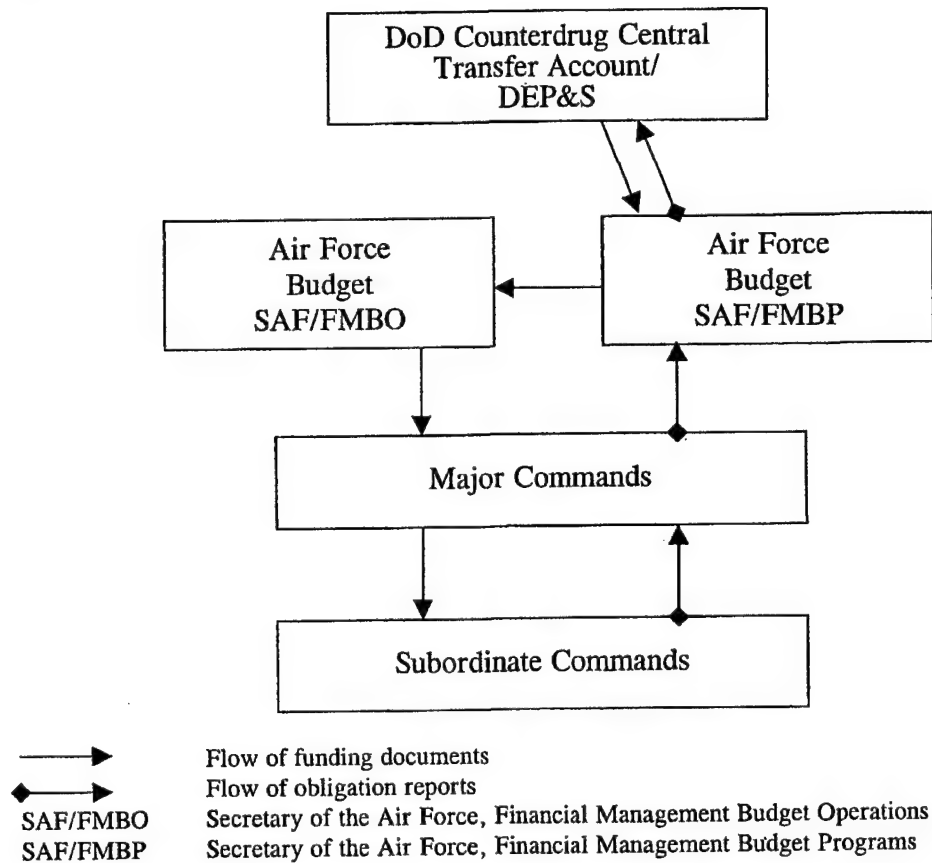 DoD Counterdrug Central
Transfer Account/
DEP&S
Air Force
Budget
SAF/FMBO
Air Force
Budget
SAF/FMBP
Major Commands
Subordinate Commands
Flow of funding documents
Flow of obligation reports
SAF/FMBO Secretary of the Air Force, Financial Management Budget Operations
SAF/FMBP Secretary of the Air Force, Financial Management Budget Programs